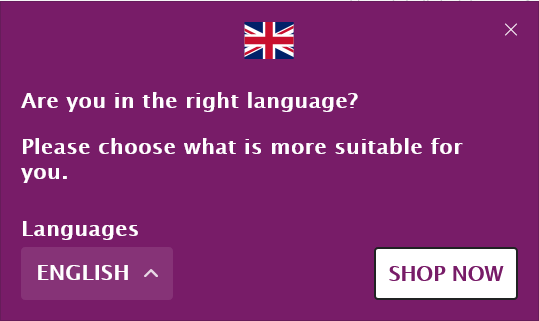 Are you in the right language?
Please choose what is more suitable for
you.
Languages
ENGLISH
SHOP NOW